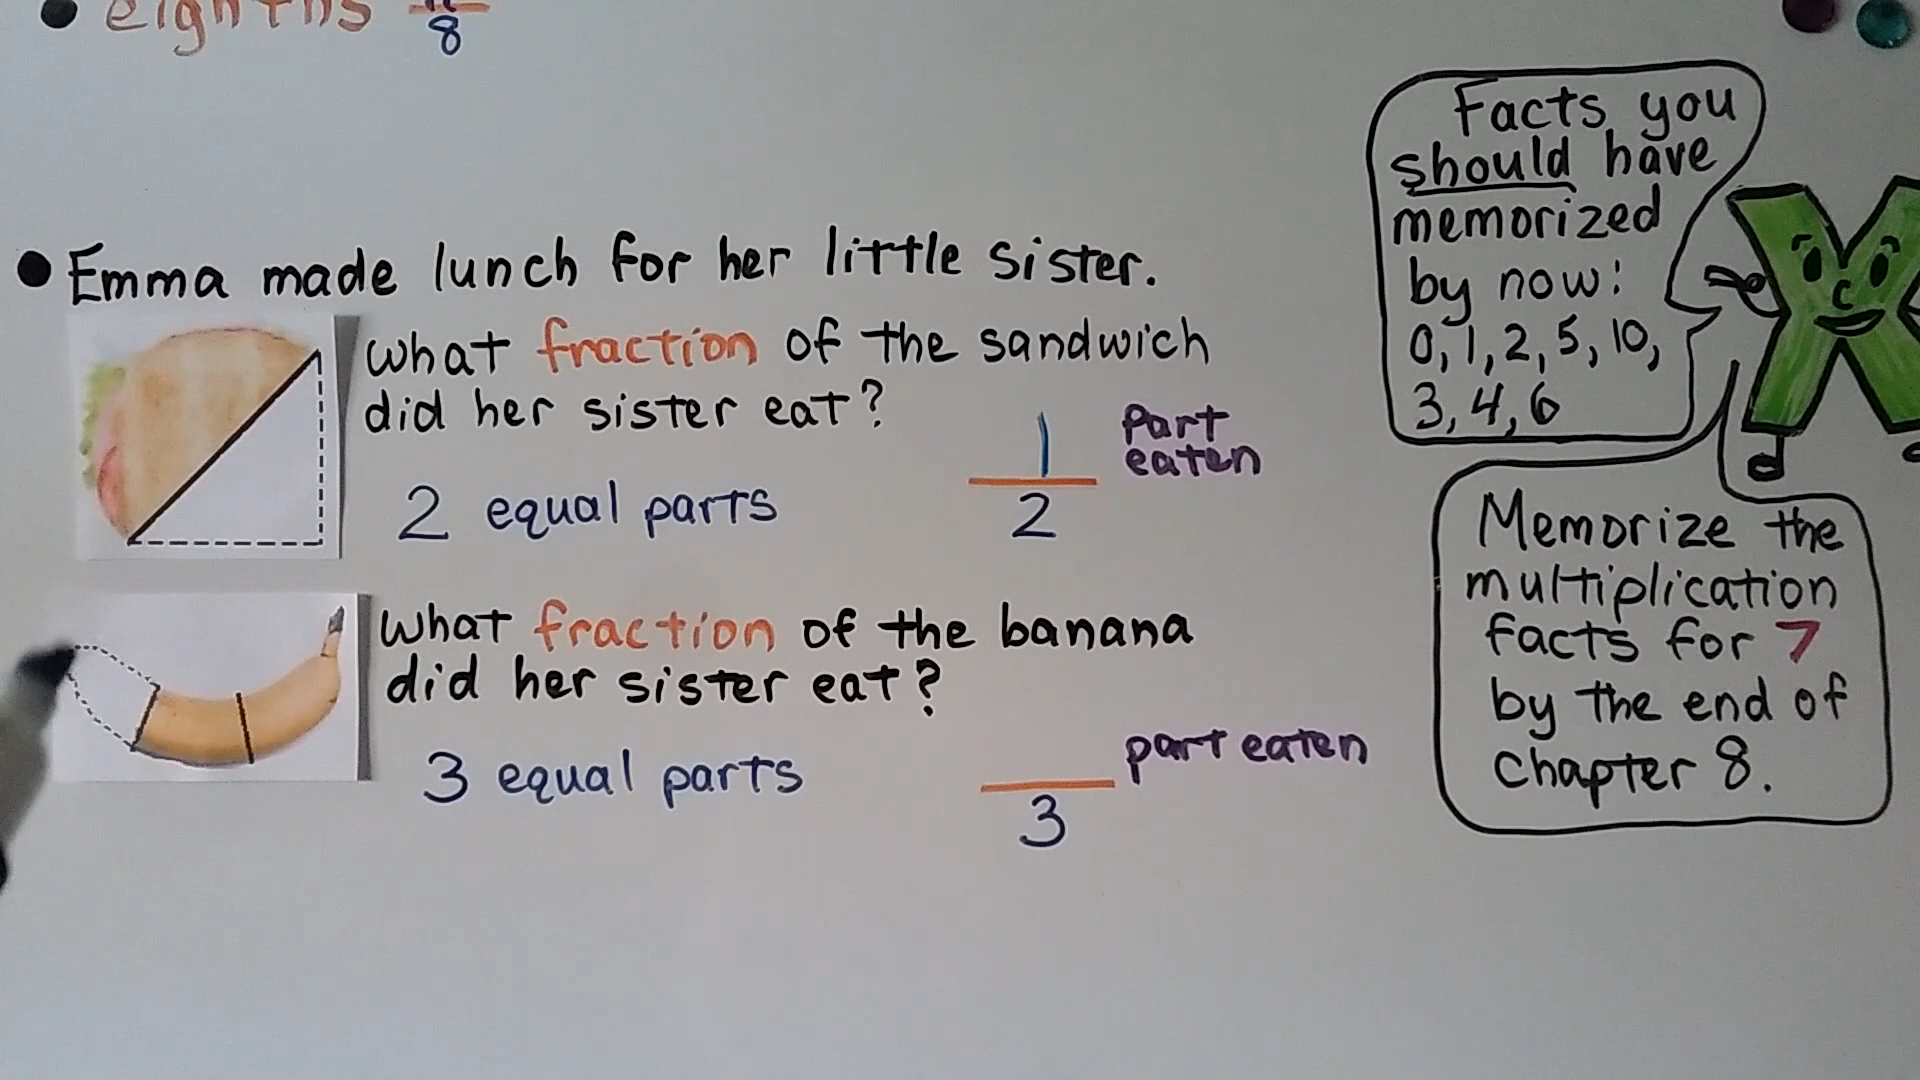 eighths 8
Emma made lunch for her little sister.
What fraction of the sandwich
did her sister eat?
2 equal parts
1
2
Part
eaten
What fraction of the banana
did her sister eat?
3 equal parts
3
part eaten
Facts you
should have
memorized
by now:
0, 1, 2, 5, 10,
3, 4, 6
Memorize the
multiplication
facts for 7
by the end of
Chapter 8.